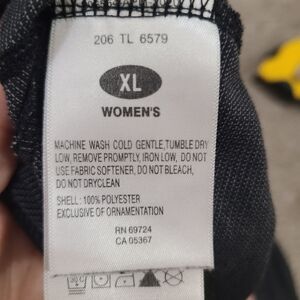 206 TL 6579
XL
WOMEN'S
MACHINE WASH COLD GENTLE, TUMBLE DRY
LOW, REMOVE PROMPTLY, IRON LOW, DO NOT
USE FABRIC SOFTENER, DO NOT BLEACH,
DO NOT DRYCLEAN
SHELL: 100% POLYESTER
EXCLUSIVE OF ORNAMENTATION
RN 69724
CA 05367